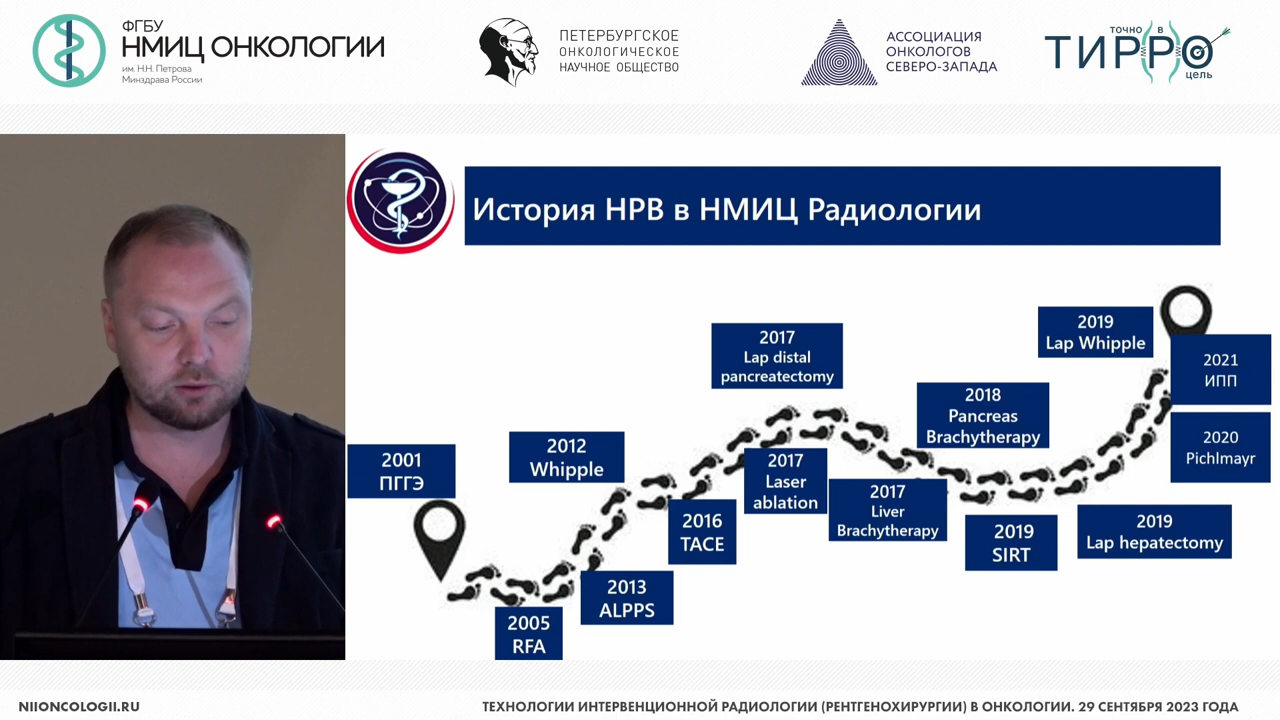 ФГБУ
НМИЦ ОНКОЛОГИИ
им. Н.Н. Петрова
Минздрава России
ПЕТЕРБУРГСКОЕ
ОНКОЛОГИЧЕСКОЕ
НАУЧНОЕ ОБЩЕСТВО
АССОЦИАЦИЯ
ОНКОЛОГОВ
СЕВЕРО-ЗАПАДА
ТОЧНО В
ТИРРО
цель
История HPB в НМИЦ Радиологии
2001
ПГГЭ
2005
RFA
2012
Whipple
2013
ALPPS
2016
TACE
2017
Lap distal
pancreatectomy
2017
Laser
ablation
2017
Liver
Brachytherapy
2018
Pancreas
Brachytherapy
2019
SIRT
2019
Lap Whipple
2019
Lap hepatectomy
2021
ИПП
2020
Pichlmayr
NIIONCOLOGII.RU
ТЕХНОЛОГИИ ИНТЕРВЕНЦИОННОЙ РАДИОЛОГИИ (РЕНТГЕНОХИРУРГИИ) В ОНКОЛОГИИ. 29 СЕНТЯБРЯ 2023 ГОДА